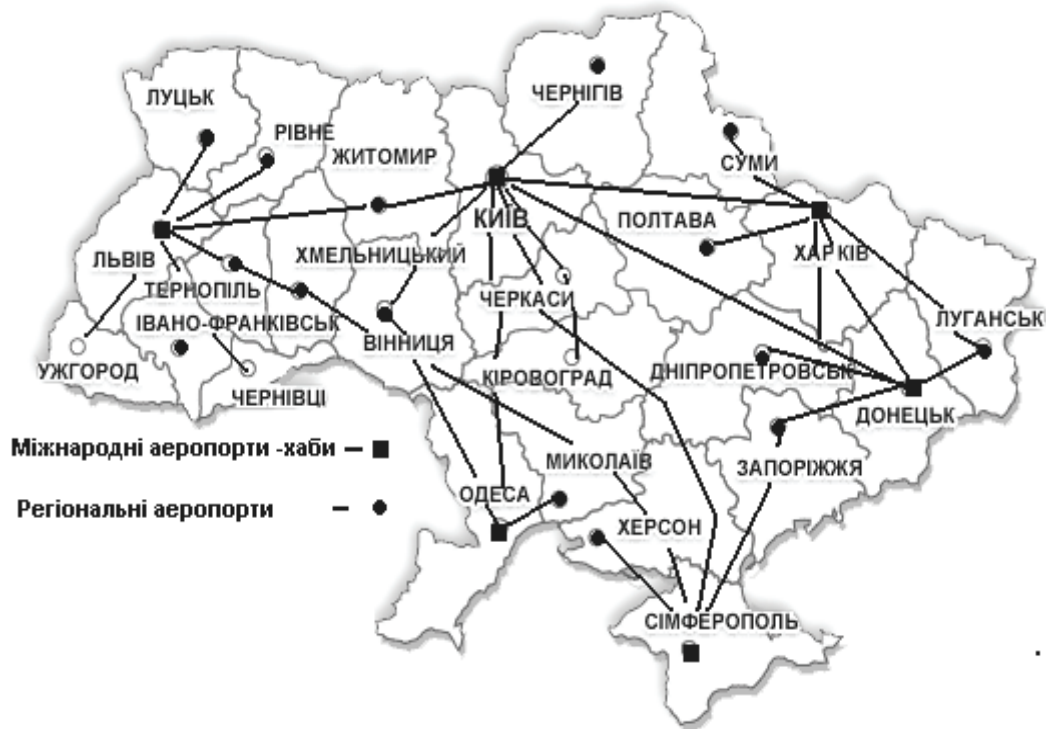 ЛУЦЬК
РІВНЕ
ЖИТОМИР
ЧЕРНІГІВ
СУМИ
КИЇВ
ПОЛТАВА
ХАРКІВ
ЛЬВІВ
ХМЕЛЬНИЦЬКИЙ
ТЕРНОПІЛЬ
ЧЕРКАСИ
ІВАНО-ФРАНКІВСЬК
ЛУГАНСЬК
ВІННИЦЯ
УЖГОРОД
КІРОВОГРАД
ДНІПРОПЕТРОВСЬК
ЧЕРНІВЦІ
ДОНЕЦЬК
Міжнародні аеропорти -хаби –
МИКОЛАЇВ
ЗАПОРІЖЖЯ
ОДЕСА
Регіональні аеропорти –
ХЕРСОН
СІМФЕРОПОЛЬ